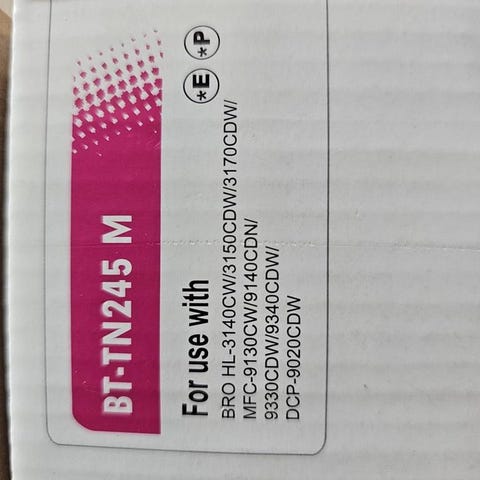 BT-TN245 M
*E *P
For use with
BRO HL-3140CW/3150CDW/3170CDW/
MFC-9130CW/9140CDN/
9330CDW/9340CDW/
DCP-9020CDW